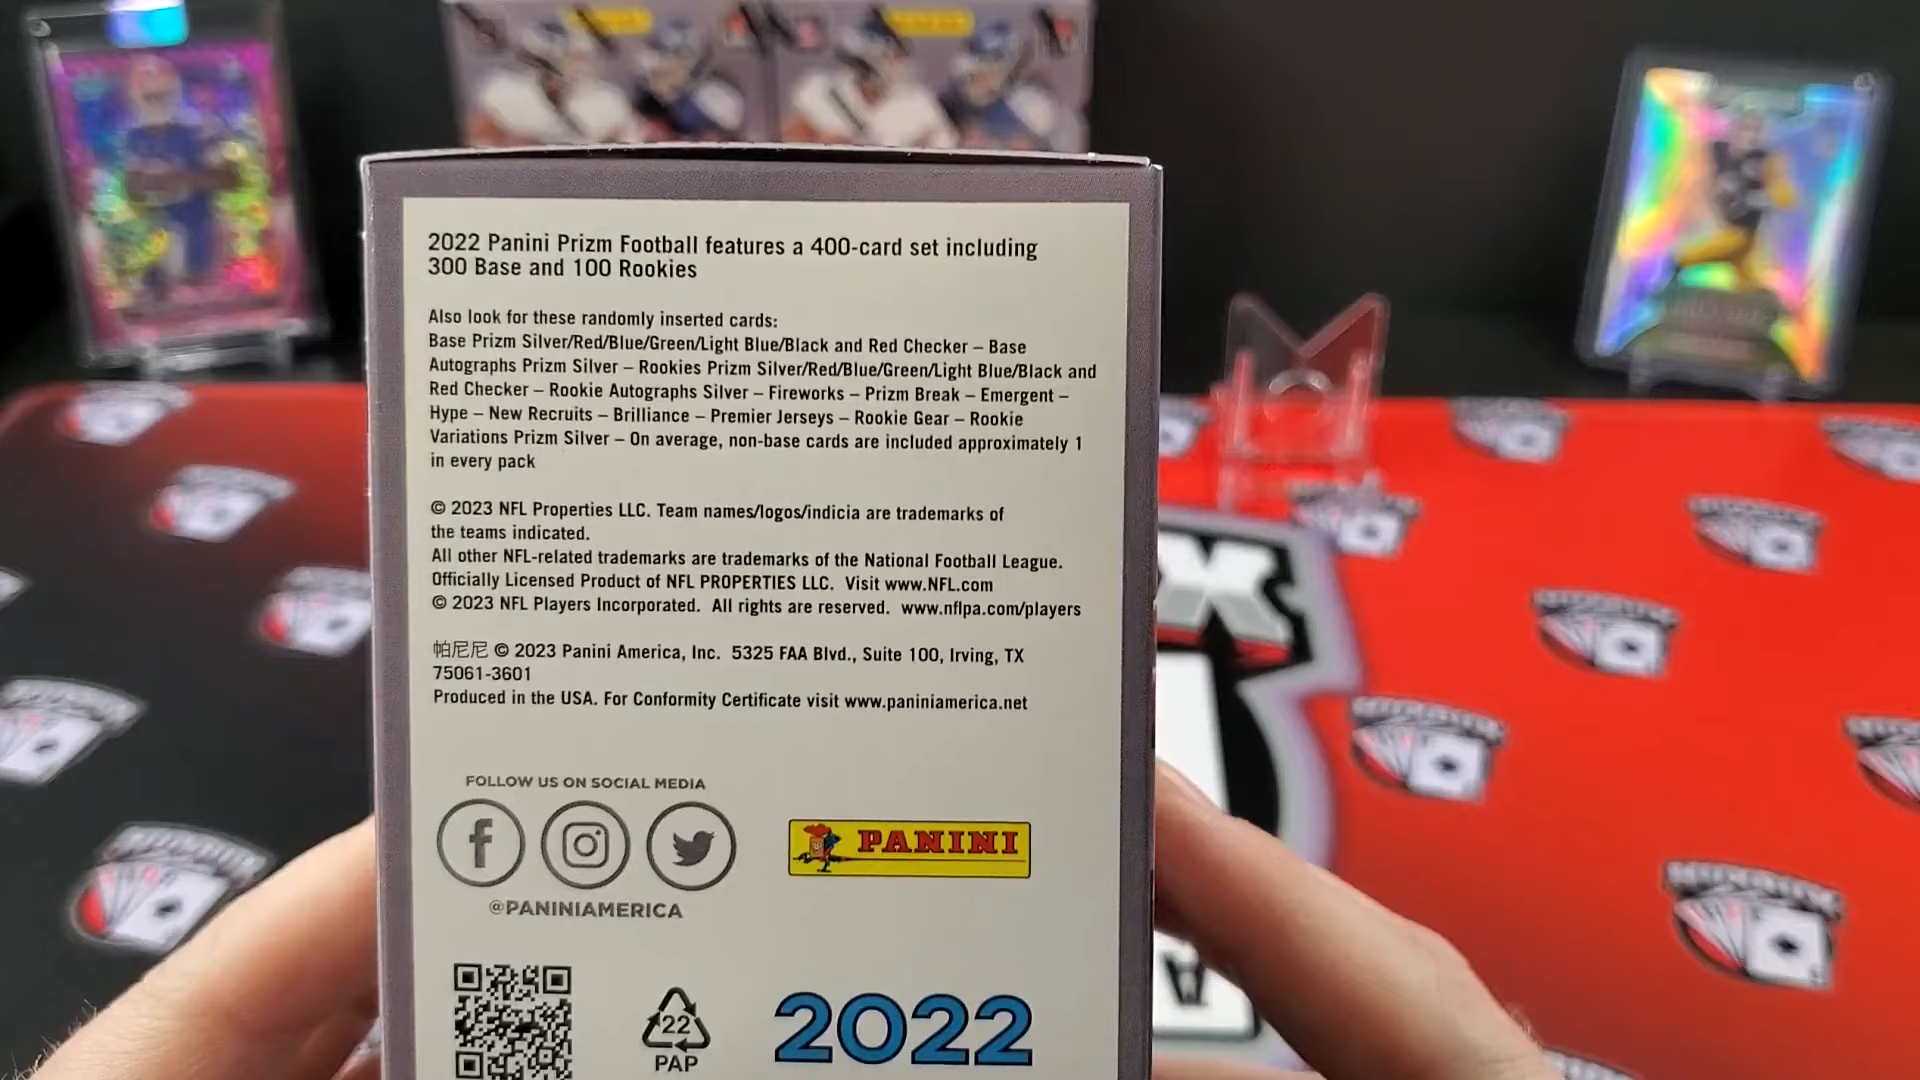 2022 Panini Prizm Football features a 400-card set including
300 Base and 100 Rookies
Also look for these randomly inserted cards:
Base Prizm Silver/Red/Blue/Green/Light Blue/Black and Red Checker – Base
Autographs Prizm Silver – Rookies Prizm Silver/Red/Blue/Green/Light Blue/Black and
Red Checker – Rookie Autographs Silver – Fireworks – Prizm Break – Emergent –
Hype – New Recruits – Brilliance – Premier Jerseys – Rookie Gear – Rookie
Variations Prizm Silver – On average, non-base cards are included approximately 1
in every pack
© 2023 NFL Properties LLC. Team names/logos/indicia are trademarks of
the teams indicated.
All other NFL-related trademarks are trademarks of the National Football League.
Officially Licensed Product of NFL PROPERTIES LLC. Visit www.NFL.com
© 2023 NFL Players Incorporated. All rights are reserved. www.nflpa.com/players
帕尼尼 © 2023 Panini America, Inc. 5325 FAA Blvd., Suite 100, Irving, TX
75061-3601
Produced in the USA. For Conformity Certificate visit www.paniniamerica.net
FOLLOW US ON SOCIAL MEDIA
PANINI
@PANINIAMERICA
22
PAP
2022